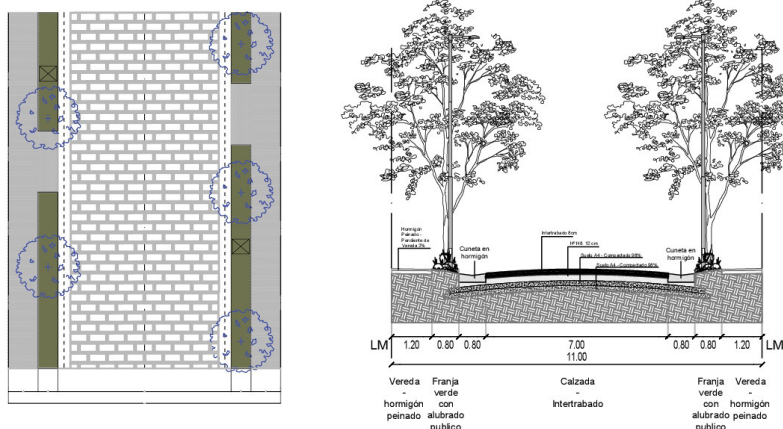 Hormigón
Peinado -
Pendiente de
Vereda 2%
Cuneta en
hormigón
Intertrabado 8cm
HºH8 12 cm
Suelo A4 - Compactado 98%
Suelo A4 - Compactado 95%
Cuneta en
hormigón
LM 1.20 0.80 0.80 7.00 0.80 0.80 1.20 LM
11.00
Vereda
-
hormigón
peinado
Franja
verde
con
alubrado
publico
Calzada
-
Intertrabado
Franja
verde
con
alubrado
publico
Vereda
-
hormigón
peinado